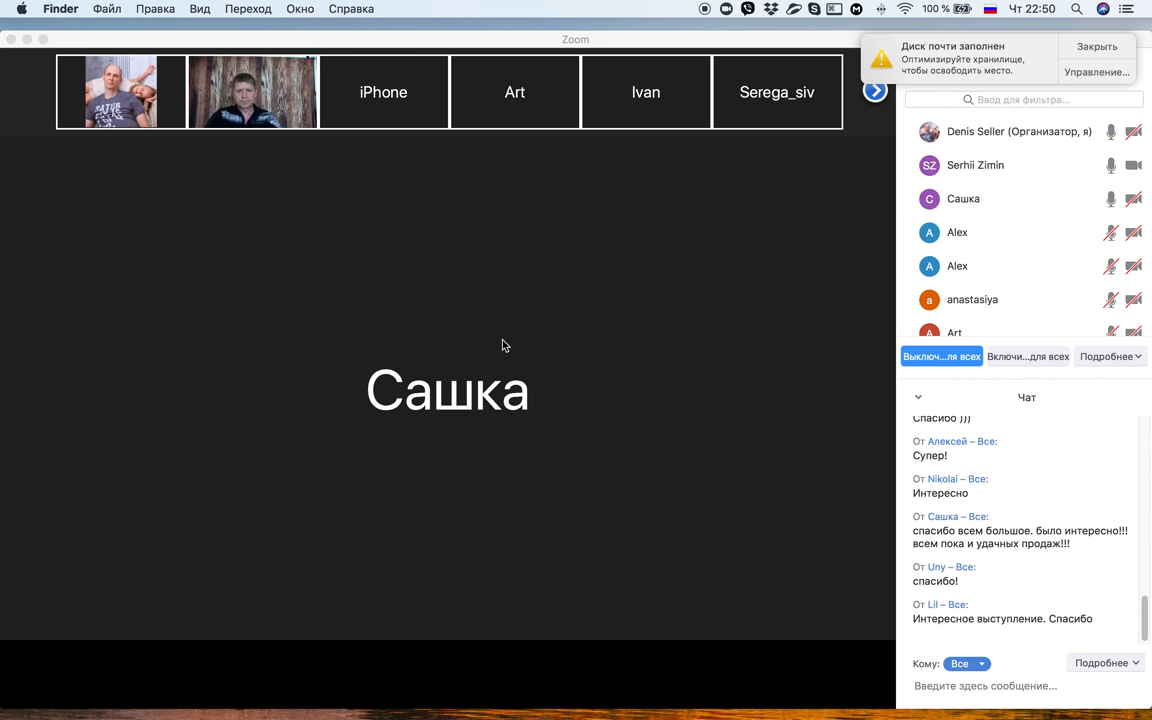 Finder Файл Правка Вид Переход Окно Справка 100 % Чт 22:50
Zoom
Диск почти заполнен
Оптимизируйте хранилище,
чтобы освободить место.
Закрыть
Управление...
iPhone
Art
Ivan
Serega_siv
Сашка
Ввод для фильтра...
Denis Seller (Организатор, я)
SZ Serhii Zimin
С Сашка
A Alex
A Alex
a anastasiya
A Art
Выключ...ля всех Включи...для всех Подробнее
Чат
Спасибо )))
От Алексей – Все:
Супер!
От Nikolai – Все:
Интересно
От Сашка – Все:
спасибо всем большое. было интересно!!!
всем пока и удачных продаж!!!
От Uny – Все:
спасибо!
От Lil – Все:
Интересное выступление. Спасибо
Кому: Все Подробнее
Введите здесь сообщение...